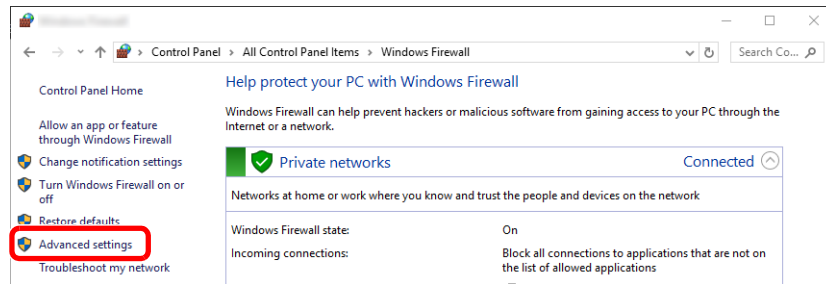 Control Panel > All Control Panel Items > Windows Firewall
Search Co...
Control Panel Home
Allow an app or feature
through Windows Firewall
Change notification settings
Turn Windows Firewall on or
off
Restore defaults
Advanced settings
Troubleshoot my network
Help protect your PC with Windows Firewall
Windows Firewall can help prevent hackers or malicious software from gaining access to your PC through the
Internet or a network.
Private networks
Connected
Networks at home or work where you know and trust the people and devices on the network
Windows Firewall state:
On
Incoming connections:
Block all connections to applications that are not on
the list of allowed applications